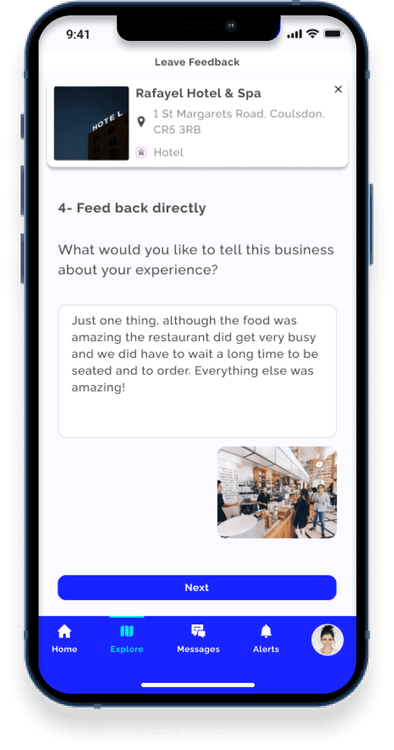 9:41
Leave Feedback
HOTEL
Rafayel Hotel & Spa
1 St Margarets Road, Coulsdon,
CR5 3RB
Hotel
4- Feed back directly
What would you like to tell this business
about your experience?
Just one thing, although the food was
amazing the restaurant did get very busy
and we did have to wait a long time to be
seated and to order. Everything else was
amazing!
Next
Home
Explore
Messages
Alerts